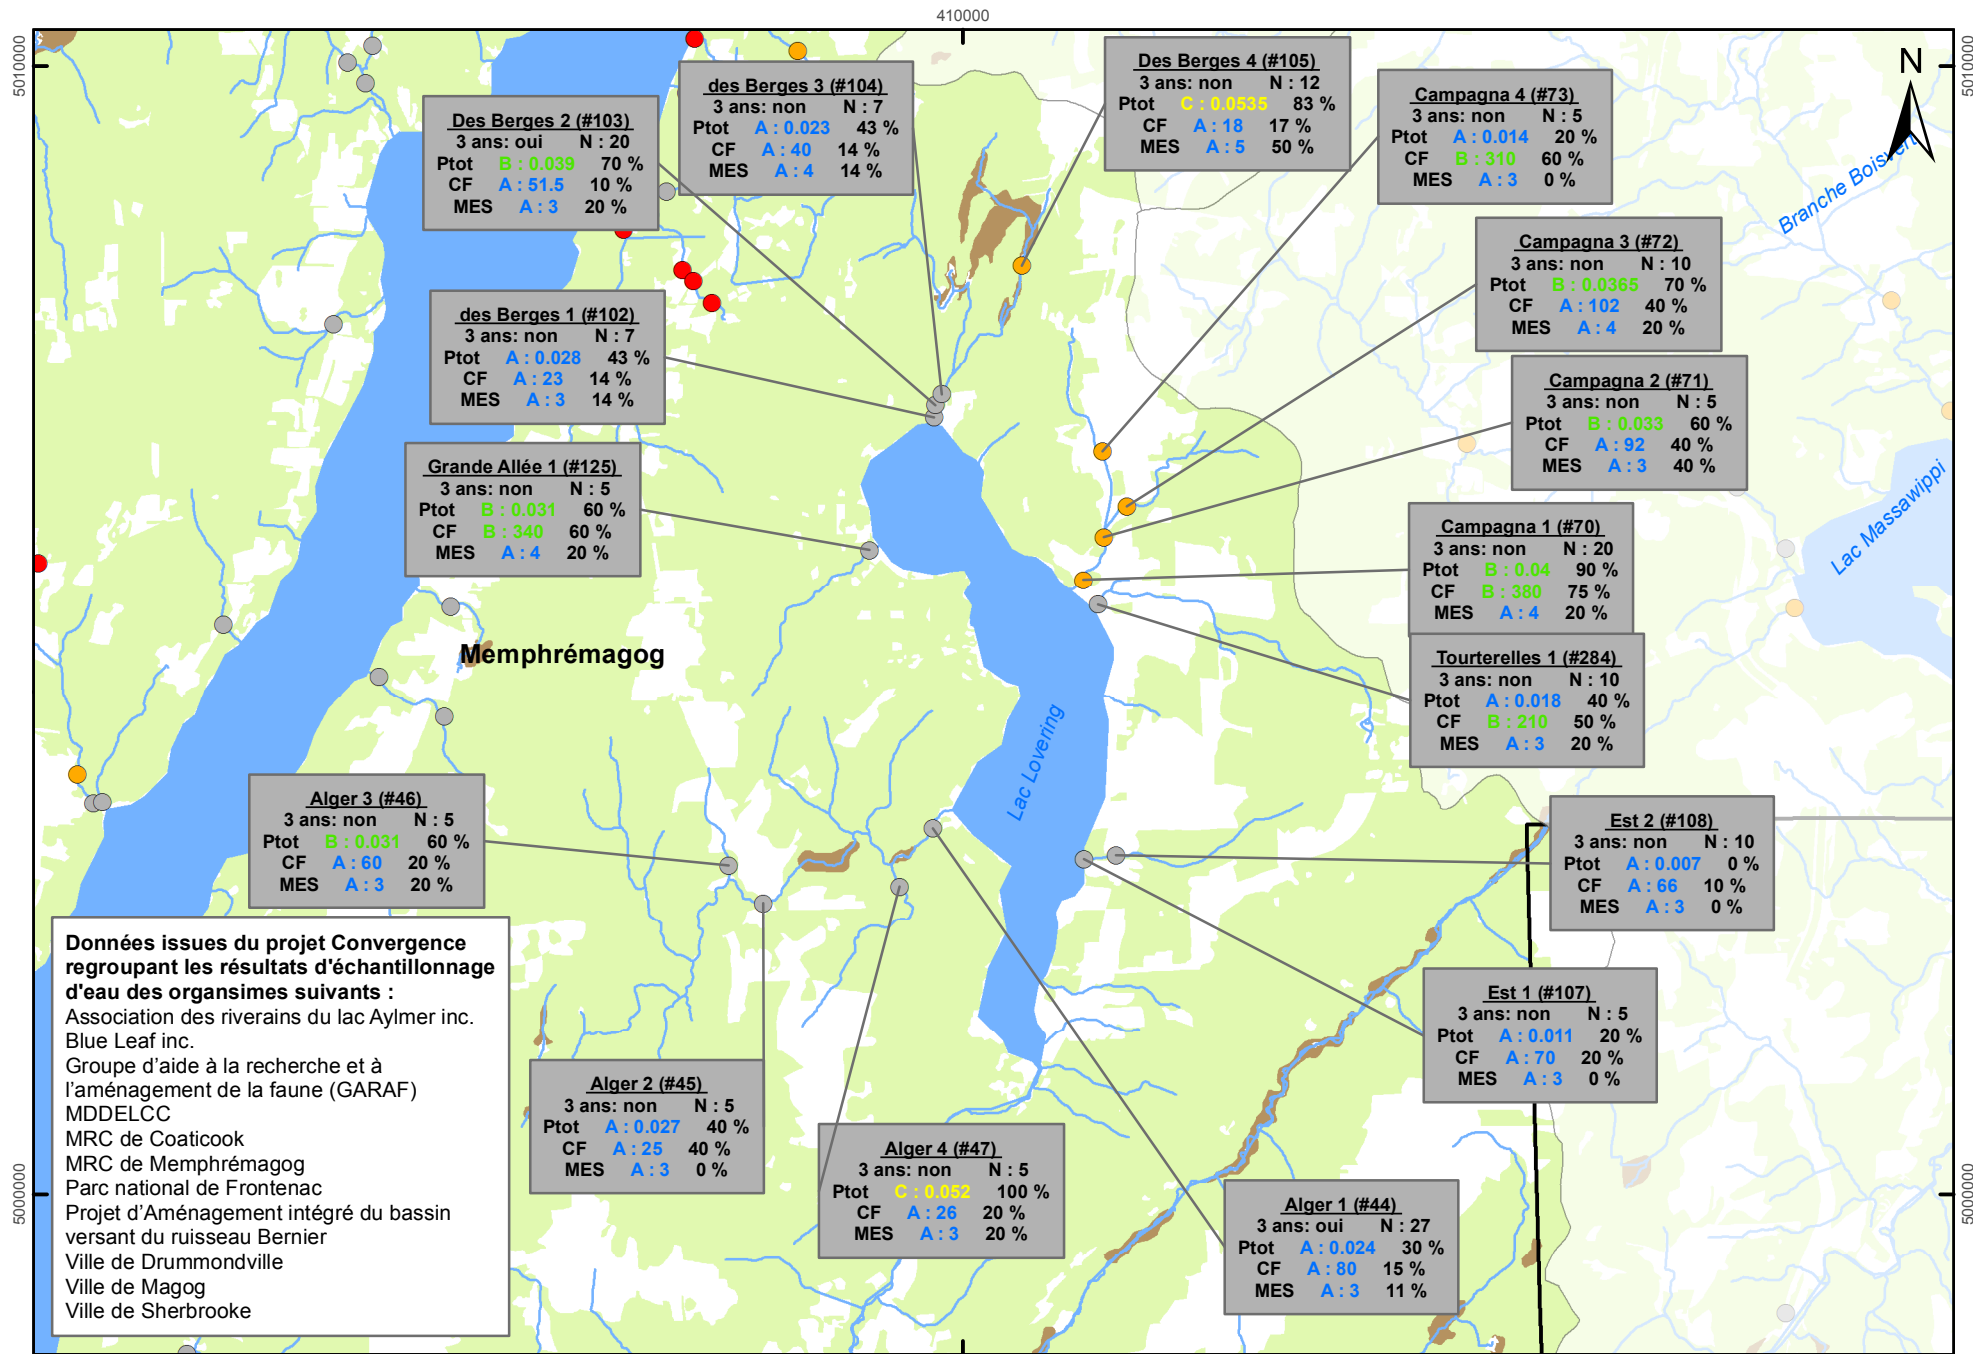 410000
5010000
5010000
N
des Berges 3 (#104)
3 ans: non N : 7
Ptot A : 0.023 43 %
CF A : 40 14 %
MES A : 4 14 %
Des Berges 4 (#105)
3 ans: non N : 12
Ptot C : 0.0535 83 %
CF A : 18 17 %
MES A : 5 50 %
Campagna 4 (#73)
3 ans: non N : 5
Ptot A : 0.014 20 %
CF B : 310 60 %
MES A : 3 0 %
Des Berges 2 (#103)
3 ans: oui N : 20
Ptot B : 0.039 70 %
CF A : 51.5 10 %
MES A : 3 20 %
Branche Boisvert
Campagna 3 (#72)
3 ans: non N : 10
Ptot B : 0.0365 70 %
CF A : 102 40 %
MES A : 4 20 %
des Berges 1 (#102)
3 ans: non N : 7
Ptot A : 0.028 43 %
CF A : 23 14 %
MES A : 3 14 %
Campagna 2 (#71)
3 ans: non N : 5
Ptot B : 0.033 60 %
CF A : 92 40 %
MES A : 3 40 %
Grande Allée 1 (#125)
3 ans: non N : 5
Ptot B : 0.031 60 %
CF B : 340 60 %
MES A : 4 20 %
Lac Massawippi
Campagna 1 (#70)
3 ans: non N : 20
Ptot B : 0.04 90 %
CF B : 380 75 %
MES A : 4 20 %
Memphrémagog
Tourterelles 1 (#284)
3 ans: non N : 10
Ptot A : 0.018 40 %
CF B : 210 50 %
MES A : 3 20 %
Lac Lovering
Alger 3 (#46)
3 ans: non N : 5
Ptot B : 0.031 60 %
CF A : 60 20 %
MES A : 3 20 %
Est 2 (#108)
3 ans: non N : 10
Ptot A : 0.007 0 %
CF A : 66 10 %
MES A : 3 0 %
Données issues du projet Convergence
regroupant les résultats d'échantillonnage
d'eau des organsimes suivants :
Association des riverains du lac Aylmer inc.
Blue Leaf inc.
Groupe d’aide à la recherche et à
l’aménagement de la faune (GARAF)
MDDELCC
MRC de Coaticook
MRC de Memphrémagog
Parc national de Frontenac
Projet d’Aménagement intégré du bassin
versant du ruisseau Bernier
Ville de Drummondville
Ville de Magog
Ville de Sherbrooke
Est 1 (#107)
3 ans: non N : 5
Ptot A : 0.011 20 %
CF A : 70 20 %
MES A : 3 0 %
Alger 2 (#45)
3 ans: non N : 5
Ptot A : 0.027 40 %
CF A : 25 40 %
MES A : 3 0 %
Alger 4 (#47)
3 ans: non N : 5
Ptot C : 0.052 100 %
CF A : 26 20 %
MES A : 3 20 %
Alger 1 (#44)
3 ans: oui N : 27
Ptot A : 0.024 30 %
CF A : 80 15 %
MES A : 3 11 %
5000000
5000000